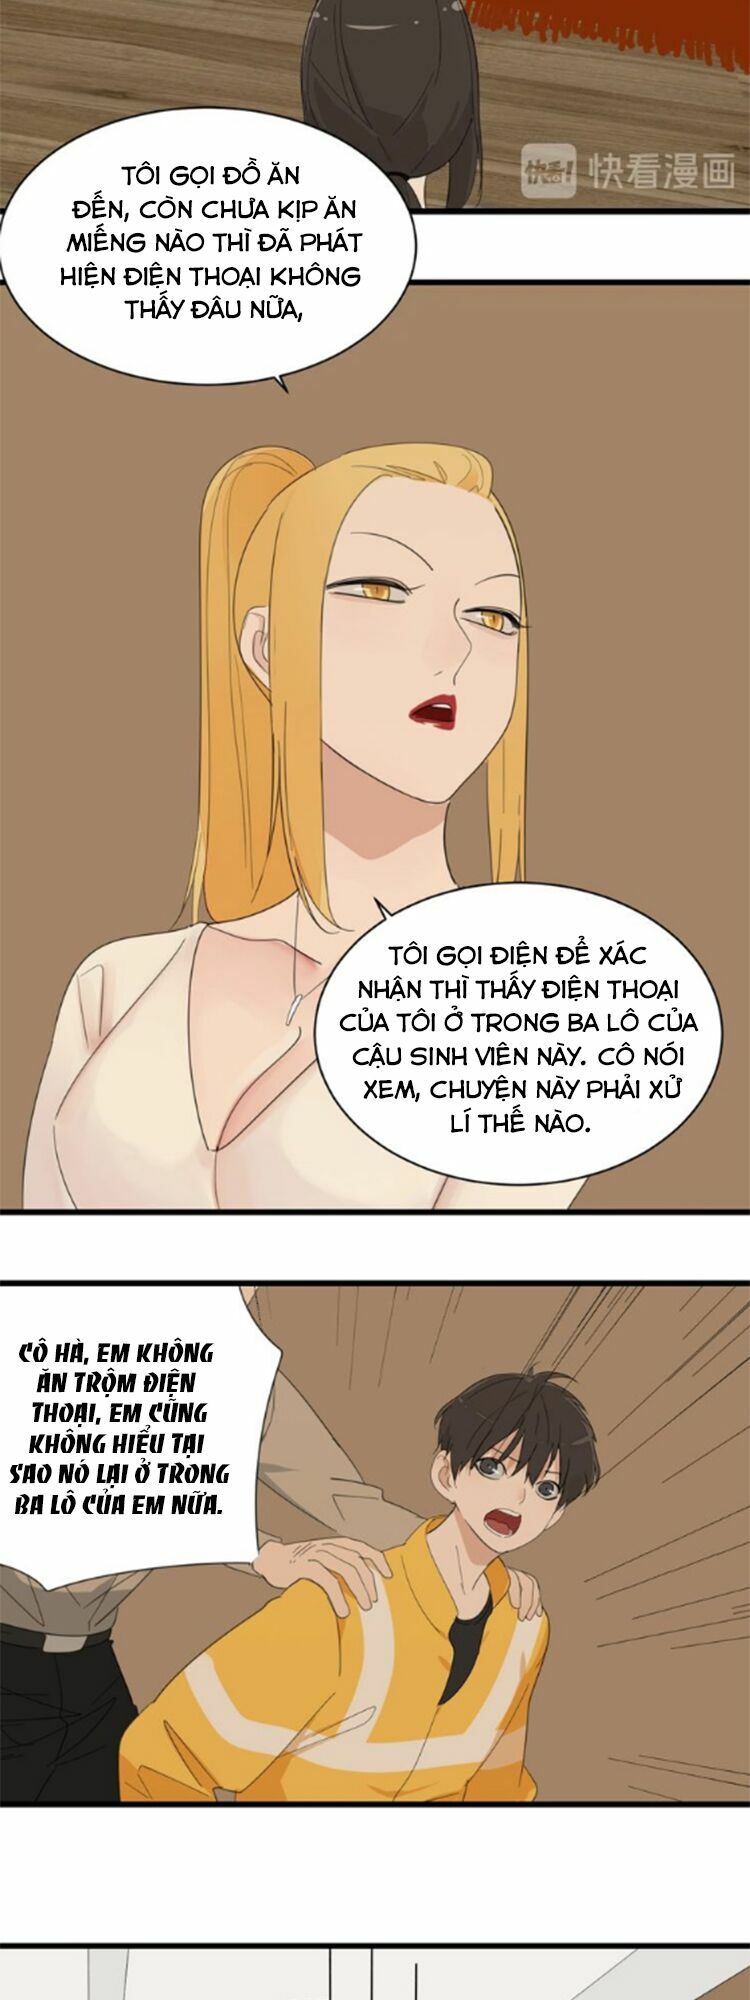 快看! 快看漫画
TÔI GỌI ĐỒ ĂN
ĐẾN, CÒN CHƯA KỊP ĂN
MIẾNG NÀO THÌ ĐÃ PHÁT
HIỆN ĐIỆN THOẠI KHÔNG
THẤY ĐÂU NỮA,
TÔI GỌI ĐIỆN ĐỂ XÁC
NHẬN THÌ THẤY ĐIỆN THOẠI
CỦA TÔI Ở TRONG BA LÔ CỦA
CẬU SINH VIÊN NÀY. CÔ NÓI
XEM, CHUYỆN NÀY PHẢI XỬ
LÍ THẾ NÀO.
CÔ HÀ, EM KHÔNG
ĂN TRỘM ĐIỆN
THOẠI, EM CŨNG
KHÔNG HIỂU TẠI
SAO NÓ LẠI Ở TRONG
BA LÔ CỦA EM NỮA.